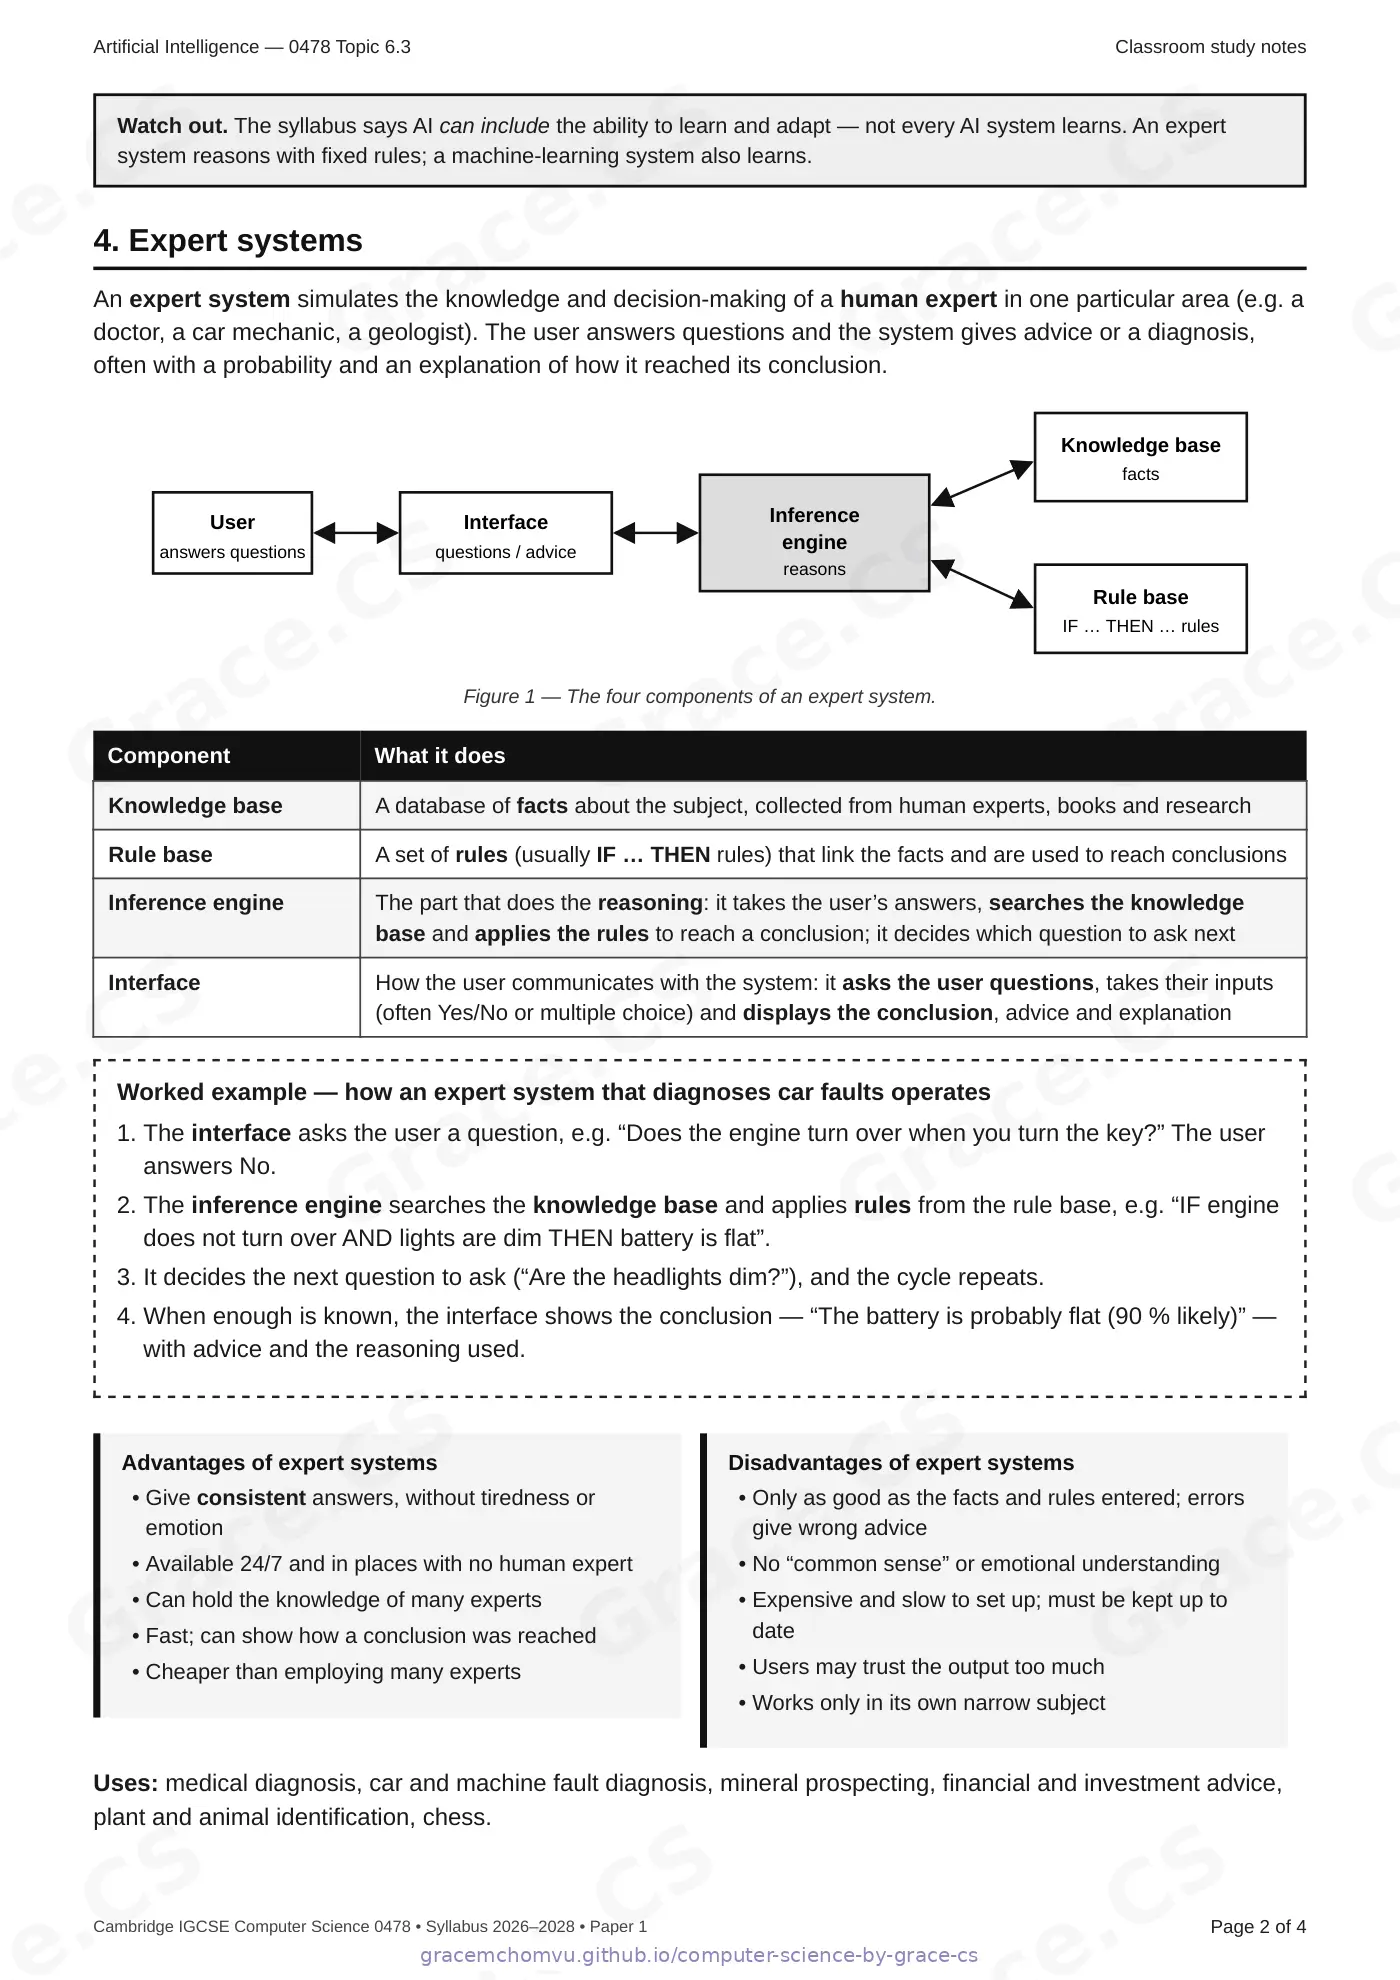 Artificial Intelligence — 0478 Topic 6.3
Classroom study notes
Watch out. The syllabus says AI can include the ability to learn and adapt — not every AI system learns. An expert
system reasons with fixed rules; a machine-learning system also learns.
4. Expert systems
An expert system simulates the knowledge and decision-making of a human expert in one particular area (e.g. a
doctor, a car mechanic, a geologist). The user answers questions and the system gives advice or a diagnosis,
often with a probability and an explanation of how it reached its conclusion.
User
answers questions
Interface
questions / advice
Inference
engine
reasons
Knowledge base
facts
Rule base
IF … THEN … rules
Figure 1 — The four components of an expert system.
Component What it does
Knowledge base A database of facts about the subject, collected from human experts, books and research
Rule base A set of rules (usually IF … THEN rules) that link the facts and are used to reach conclusions
Inference engine The part that does the reasoning: it takes the user’s answers, searches the knowledge
base and applies the rules to reach a conclusion; it decides which question to ask next
Interface How the user communicates with the system: it asks the user questions, takes their inputs
(often Yes/No or multiple choice) and displays the conclusion, advice and explanation
Worked example — how an expert system that diagnoses car faults operates
1. The interface asks the user a question, e.g. “Does the engine turn over when you turn the key?” The user
answers No.
2. The inference engine searches the knowledge base and applies rules from the rule base, e.g. “IF engine
does not turn over AND lights are dim THEN battery is flat”.
3. It decides the next question to ask (“Are the headlights dim?”), and the cycle repeats.
4. When enough is known, the interface shows the conclusion — “The battery is probably flat (90 % likely)” —
with advice and the reasoning used.
Advantages of expert systems
• Give consistent answers, without tiredness or
emotion
• Available 24/7 and in places with no human expert
• Can hold the knowledge of many experts
• Fast; can show how a conclusion was reached
• Cheaper than employing many experts
Disadvantages of expert systems
• Only as good as the facts and rules entered; errors
give wrong advice
• No “common sense” or emotional understanding
• Expensive and slow to set up; must be kept up to
date
• Users may trust the output too much
• Works only in its own narrow subject
Uses: medical diagnosis, car and machine fault diagnosis, mineral prospecting, financial and investment advice,
plant and animal identification, chess.
Cambridge IGCSE Computer Science 0478 • Syllabus 2026–2028 • Paper 1
Page 2 of 4
gracemchomvu.github.io/computer-science-by-grace-cs
Grace.CS